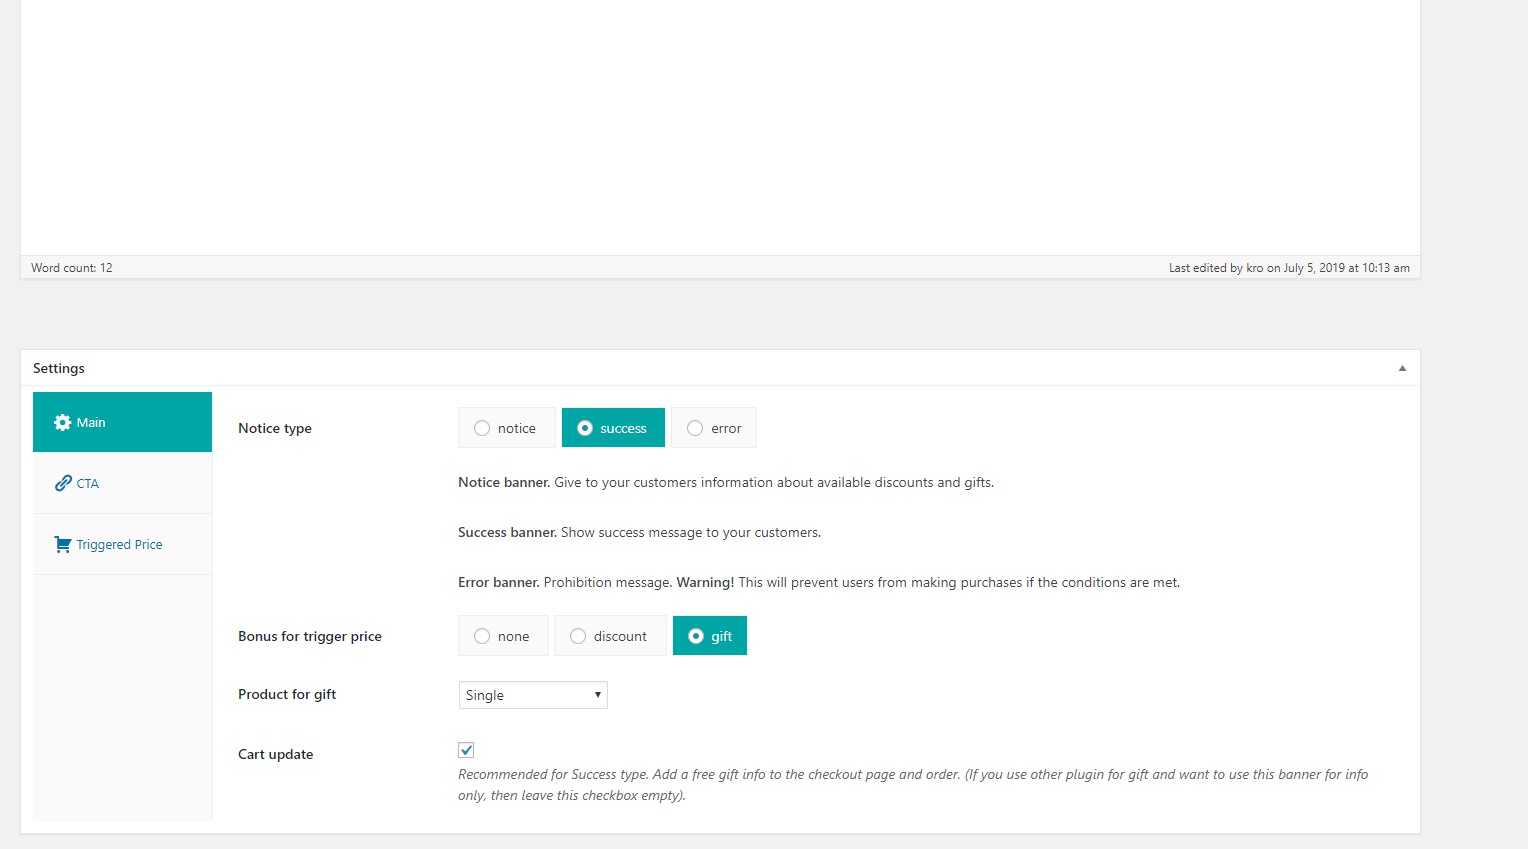 Word count: 12
Last edited by kro on July 5, 2019 at 10:13 am
Settings
Main
CTA
Triggered Price
Notice type
notice
success
error
Notice banner. Give to your customers information about available discounts and gifts.
Success banner. Show success message to your customers.
Error banner. Prohibition message. Warning! This will prevent users from making purchases if the conditions are met.
Bonus for trigger price
none
discount
gift
Product for gift
Single
Cart update
Recommended for Success type. Add a free gift info to the checkout page and order. (If you use other plugin for gift and want to use this banner for info
only, then leave this checkbox empty).